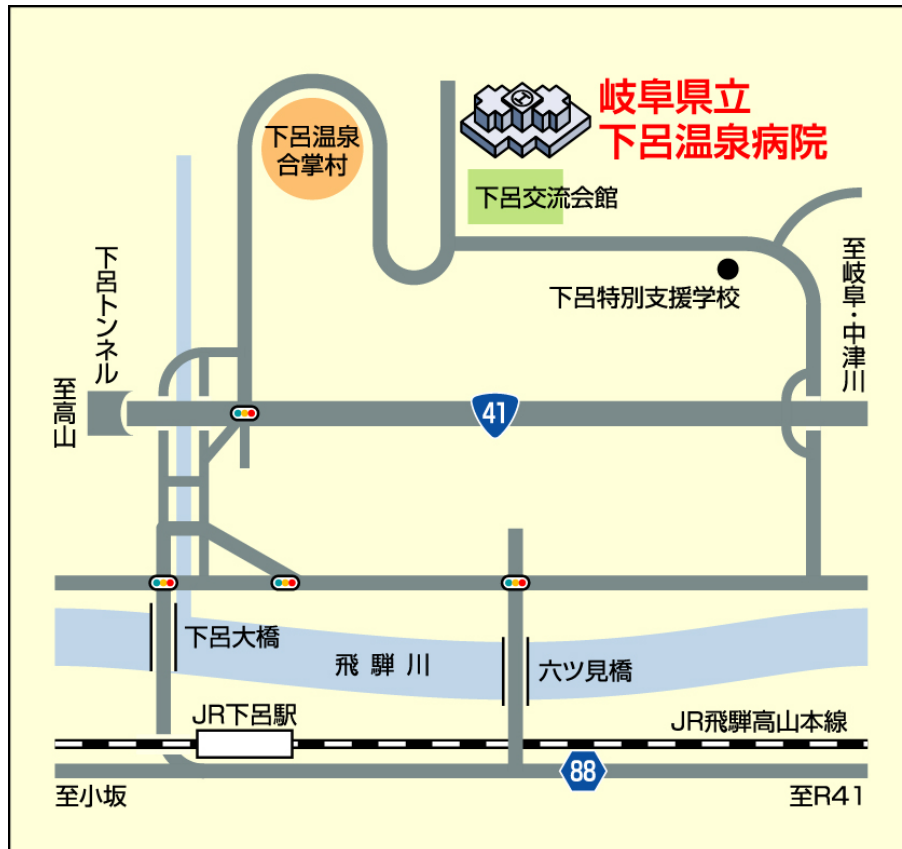 岐阜県立
下呂温泉病院
下呂温泉
合掌村
下呂交流会館
下呂特別支援学校
至岐阜・中津川
下呂トンネル
至高山
41
下呂大橋
飛騨川
六ツ見橋
JR下呂駅
JR飛騨高山本線
88
至小坂
至R41